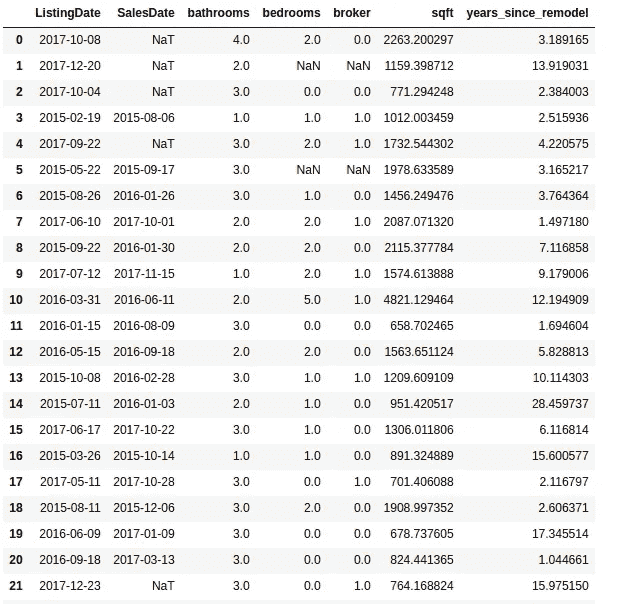 ListingDate SalesDate bathrooms bedrooms broker sqft years_since_remodel
0 2017-10-08 NaT 4.0 2.0 0.0 2263.200297 3.189165
1 2017-12-20 NaT 2.0 NaN NaN 1159.398712 13.919031
2 2017-10-04 NaT 3.0 0.0 0.0 771.294248 2.384003
3 2015-02-19 2015-08-06 1.0 1.0 1.0 1012.003459 2.515936
4 2017-09-22 NaT 3.0 2.0 1.0 1732.544302 4.220575
5 2015-05-22 2015-09-17 3.0 NaN NaN 1978.633589 3.165217
6 2015-08-26 2016-01-26 3.0 1.0 0.0 1456.249476 3.764364
7 2017-06-10 2017-10-01 2.0 2.0 1.0 2087.071320 1.497180
8 2015-09-22 2016-01-30 2.0 2.0 0.0 2115.377784 7.116858
9 2017-07-12 2017-11-15 1.0 2.0 1.0 1574.613888 9.179006
10 2016-03-31 2016-06-11 2.0 5.0 1.0 4821.129464 12.194909
11 2016-01-15 2016-08-09 3.0 0.0 0.0 658.702465 1.694604
12 2016-05-15 2016-09-18 2.0 2.0 0.0 1563.651124 5.828813
13 2015-10-08 2016-02-28 3.0 1.0 1.0 1209.609109 10.114303
14 2015-07-11 2016-01-03 2.0 1.0 0.0 951.420517 28.459737
15 2017-06-17 2017-10-22 3.0 1.0 0.0 1306.011806 6.116814
16 2015-03-26 2015-10-14 1.0 1.0 0.0 891.324889 15.600577
17 2017-05-11 2017-10-28 3.0 0.0 1.0 701.406088 2.116797
18 2015-08-11 2015-12-06 3.0 2.0 0.0 1908.997352 2.606371
19 2016-06-09 2017-01-09 3.0 0.0 0.0 678.737605 17.345514
20 2016-09-18 2017-03-13 3.0 0.0 0.0 824.441365 1.044661
21 2017-12-23 NaT 3.0 0.0 1.0 764.168824 15.975150